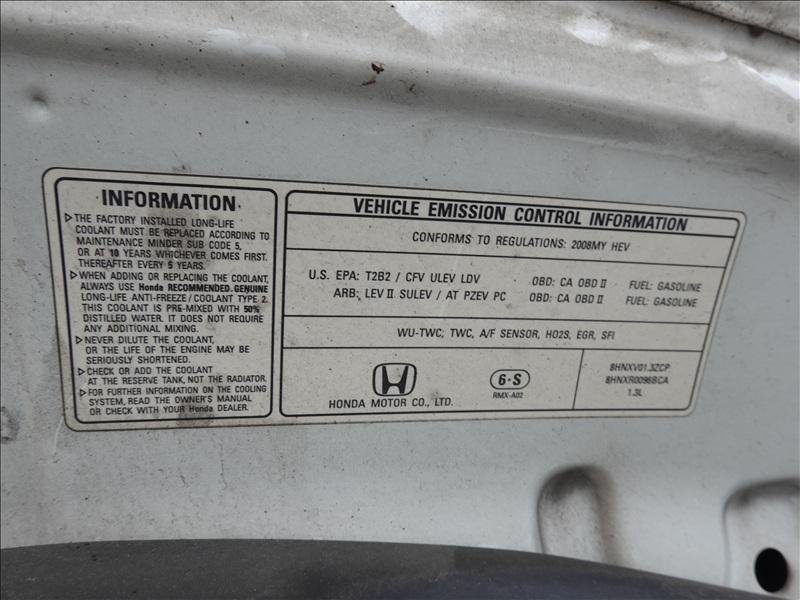 INFORMATION
▷THE FACTORY INSTALLED LONG-LIFE
COOLANT MUST BE REPLACED ACCORDING TO
MAINTENANCE MINDER SUB CODE 5,
OR AT 10 YEARS WHICHEVER COMES FIRST.
THEREAFTER EVERY 5 YEARS.
▷WHEN ADDING OR REPLACING THE COOLANT,
ALWAYS USE Honda RECOMMENDED/GENUINE
LONG-LIFE ANTI-FREEZE/COOLANT TYPE 2.
THIS COOLANT IS PRE-MIXED WITH 50%
DISTILLED WATER. IT DOES NOT REQUIRE
ANY ADDITIONAL MIXING.
▷NEVER DILUTE THE COOLANT,
OR THE LIFE OF THE ENGINE MAY BE
SERIOUSLY SHORTENED.
▷CHECK OR ADD THE COOLANT
AT THE RESERVE TANK, NOT THE RADIATOR.
▷FOR FURTHER INFORMATION ON THE COOLING
SYSTEM, READ THE OWNER'S MANUAL
OR CHECK WITH YOUR Honda DEALER.
VEHICLE EMISSION CONTROL INFORMATION
CONFORMS TO REGULATIONS: 2008MY HEV
U.S. EPA: T2B2 / CFV ULEV LDV OBD: CA OBD II FUEL: GASOLINE
ARB: LEV II SULEV / AT PZEV PC OBD: CA OBD II FUEL: GASOLINE
WU-TWC, TWC, A/F SENSOR, HO2S, EGR, SFI
HONDA MOTOR CO., LTD.
6·S
RMX-A02
8HNXV01.3ZCP
8HNXR0096BCA
1.3L